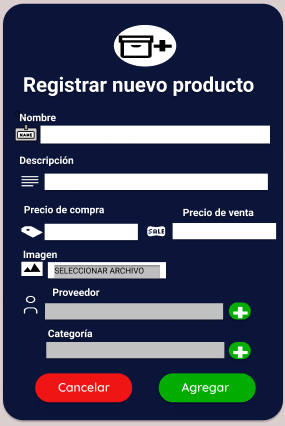 Registrar nuevo producto
Nombre
NAME
Descripción
Precio de compra
Precio de venta
SALE
Imagen
SELECCIONAR ARCHIVO
Proveedor
Categoría
Cancelar
Agregar